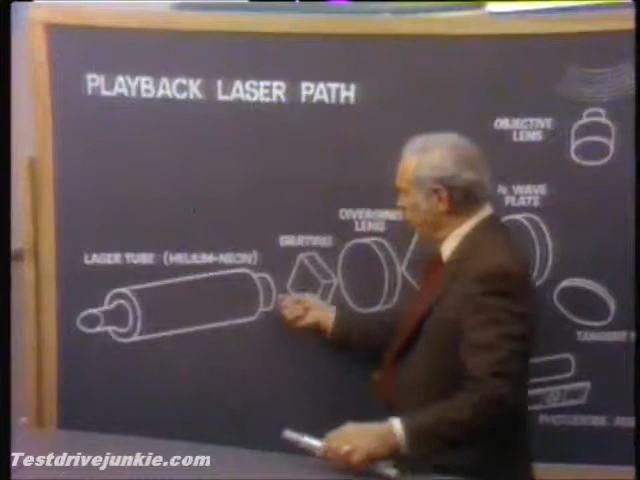 PLAYBACK LASER PATH
OBJECTIVE
LENS
¼ WAVE
PLATE
DIVERGING
LENS
GRATING
LASER TUBE (HELIUM-NEON)
Testdrivejunkie.com